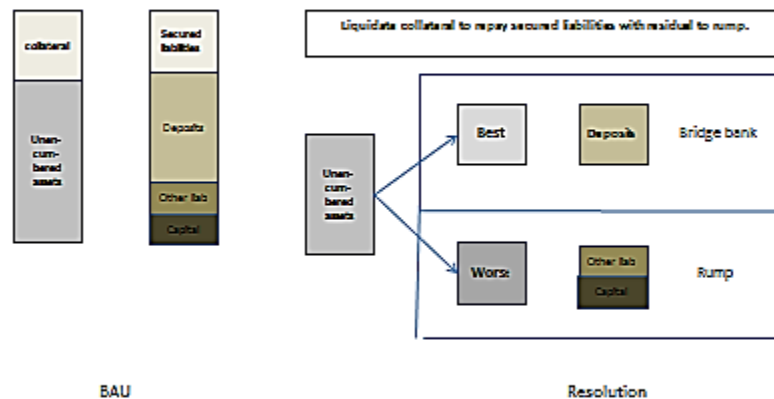 collateral
Secured
liabilities
Liquidate collateral to repay secured liabilities with residual to rump.
Unen-
cum-
bered
assets
Deposits
Other liab
Capital
Unen-
cum-
bered
assets
Best
Deposits
Bridge bank
Worse
Other liab
Capital
Rump
BAU
Resolution